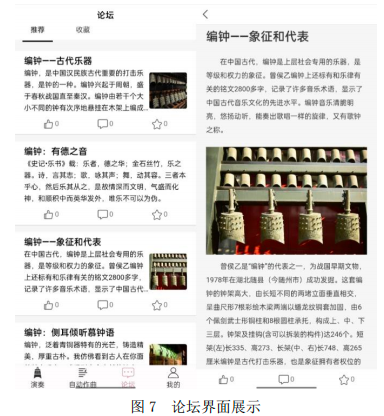 论坛
推荐
收藏
编钟——古代乐器
编钟，是中国汉民族古代重要的打击乐
器，是钟的一种。编钟兴起于周朝，盛
于春秋战国直至秦汉。编钟由若干个大
小不同的钟有次序地悬挂在木架上编成...
0
0
0
编钟：有德之音
《史记•乐书》载：乐者，德之华；金石丝竹，乐之
器。诗，言其志；歌，咏其声；舞，动其容。三者本
乎心，然后乐其从之，是故情深而文明，气盛而化
神，和顺积中而英华发外，难乐不可以为伪。
0
0
0
编钟——象征和代表
在中国古代，编钟是上层社会专用的乐
器，是等级和权力的象征。曾侯乙编钟
上还标有和乐律有关的铭文2800多字，
记录了许多音乐术语，显示了中国古代...
0
0
0
编钟：侧耳倾听慕钟语
编钟，泛着青铜器特有的光芒，铸造精
美，厚重古朴。我仿佛看到古人在你面
演奏
自动作曲
论坛
我的
编钟——象征和代表
在中国古代，编钟是上层社会专用的乐器，是
等级和权力的象征。曾侯乙编钟上还标有和乐律有
关的铭文2800多字，记录了许多音乐术语，显示了
中国古代音乐文化的先进水平。编钟音乐清脆明
亮，悠扬动听，能奏出歌唱一样的旋律，又有歌钟
之称。
曾侯乙是“编钟”的代表之一，为战国早期文物，
1978年在湖北随县（今随州市）成功发掘。这套编
钟的钟架高大，由长短不同的两堵立面垂直相交、
呈曲尺形7根彩绘木梁两端以蟠龙纹铜套加固，由6
个佩剑武士形铜柱和8根圆柱承托，构成上、中、下
三层。钟架及挂钩(含可以拆装的构件)达246个。短
架(左)长335，高273，长架(中、右)长748、高265
厘米编钟是古代打击乐器，也是象征拥有者权位的
0
0
0
图 7 论坛界面展示